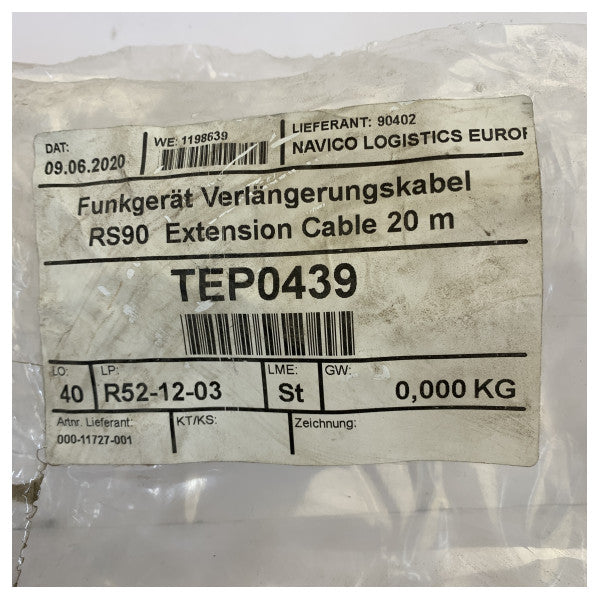 DAT:
09.06.2020
WE: 1198639
LIEFERANT: 90402
NAVICO LOGISTICS EUROP
Funkgerät Verlängerungskabel
RS90 Extension Cable 20 m
TEP0439
LO:
40
LP:
R52-12-03
LME:
St
GW:
0,000 KG
Artnr. Lieferant:
000-11727-001
KT/KS:
Zeichnung: